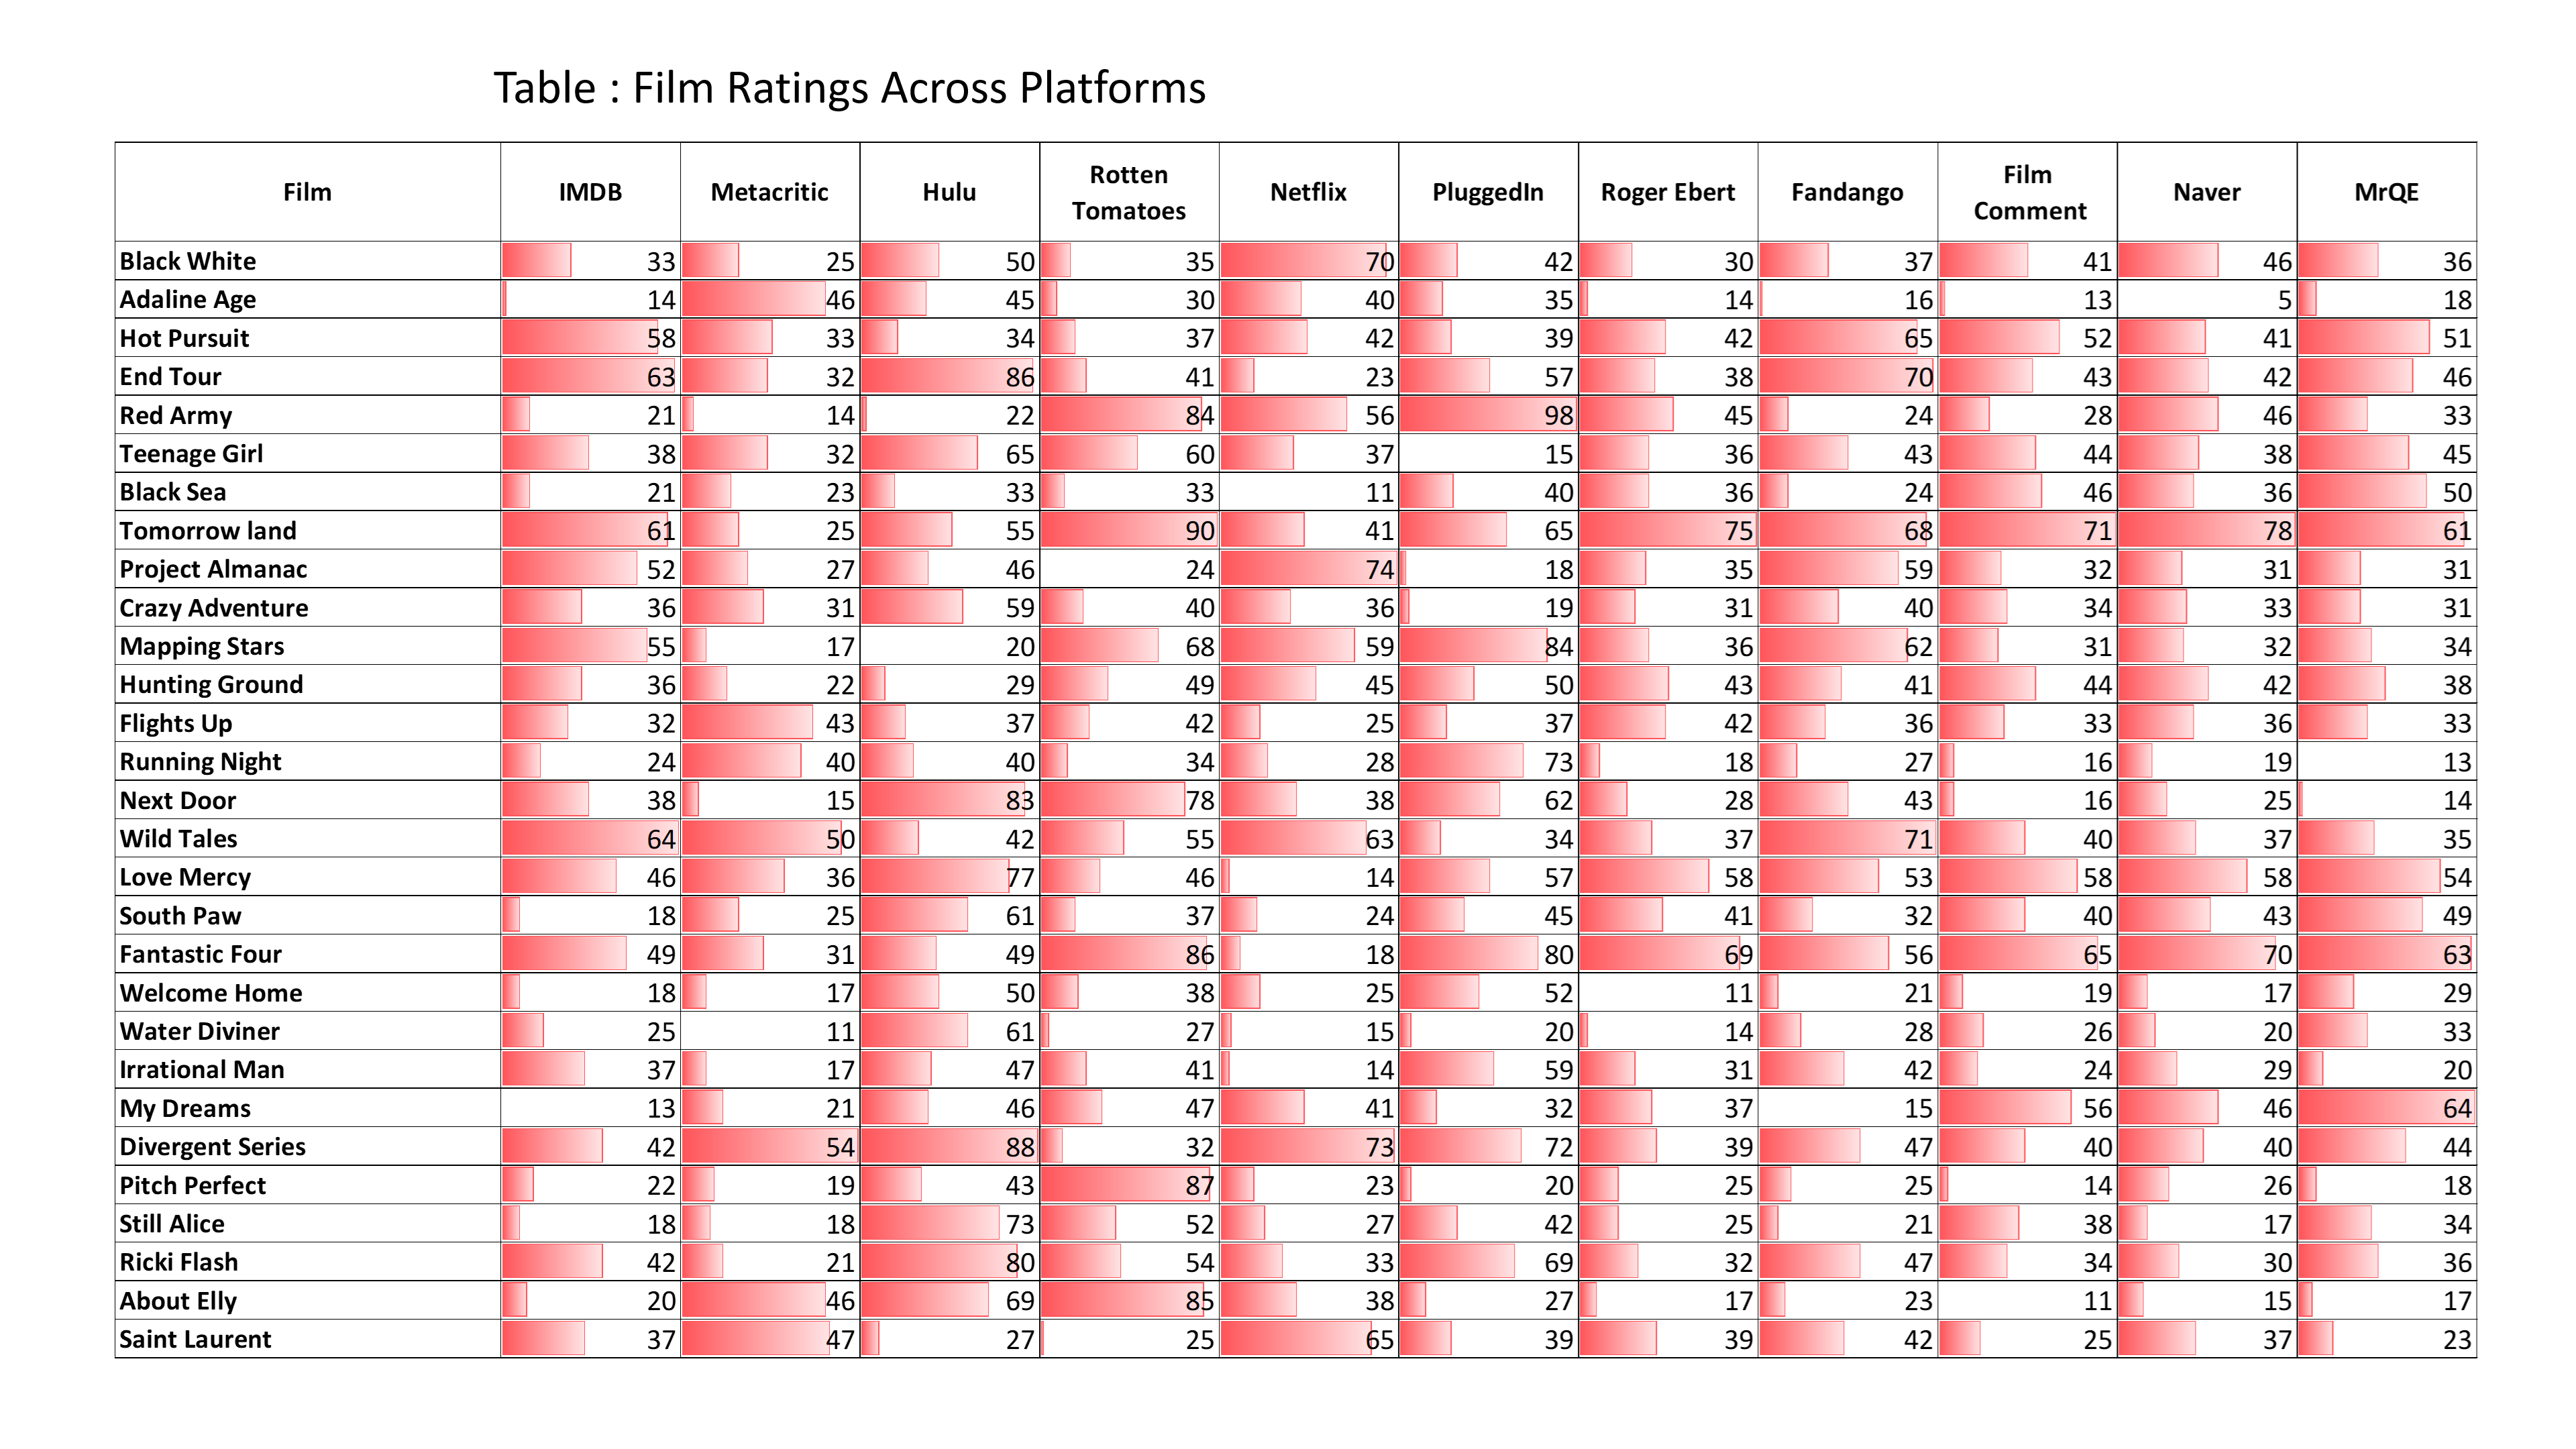 Table : Film Ratings Across Platforms
Film IMDB Metacritic Hulu Rotten Tomatoes Netflix PluggedIn Roger Ebert Fandango Film Comment Naver MrQE
Black White 33 25 50 35 70 42 30 37 41 46 36
Adaline Age 14 46 45 30 40 35 14 16 13 5 18
Hot Pursuit 58 33 34 37 42 39 42 65 52 41 51
End Tour 63 32 86 41 23 57 38 70 43 42 46
Red Army 21 14 22 84 56 98 45 24 28 46 33
Teenage Girl 38 32 65 60 37 15 36 43 44 38 45
Black Sea 21 23 33 33 11 40 36 24 46 36 50
Tomorrow land 61 25 55 90 41 65 75 68 71 78 61
Project Almanac 52 27 46 24 74 18 35 59 32 31 31
Crazy Adventure 36 31 59 40 36 19 31 40 34 33 31
Mapping Stars 55 17 20 68 59 84 36 62 31 32 34
Hunting Ground 36 22 29 49 45 50 43 41 44 42 38
Flights Up 32 43 37 42 25 37 42 36 33 36 33
Running Night 24 40 40 34 28 73 18 27 16 19 13
Next Door 38 15 83 78 38 62 28 43 16 25 14
Wild Tales 64 50 42 55 63 34 37 71 40 37 35
Love Mercy 46 36 77 46 14 57 58 53 58 58 54
South Paw 18 25 61 37 24 45 41 32 40 43 49
Fantastic Four 49 31 49 86 18 80 69 56 65 70 63
Welcome Home 18 17 50 38 25 52 11 21 19 17 29
Water Diviner 25 11 61 27 15 20 14 28 26 20 33
Irrational Man 37 17 47 41 14 59 31 42 24 29 20
My Dreams 13 21 46 47 41 32 37 15 56 46 64
Divergent Series 42 54 88 32 73 72 39 47 40 40 44
Pitch Perfect 22 19 43 87 23 20 25 25 14 26 18
Still Alice 18 18 73 52 27 42 25 21 38 17 34
Ricki Flash 42 21 80 54 33 69 32 47 34 30 36
About Elly 20 46 69 85 38 27 17 23 11 15 17
Saint Laurent 37 47 27 25 65 39 39 42 25 37 23